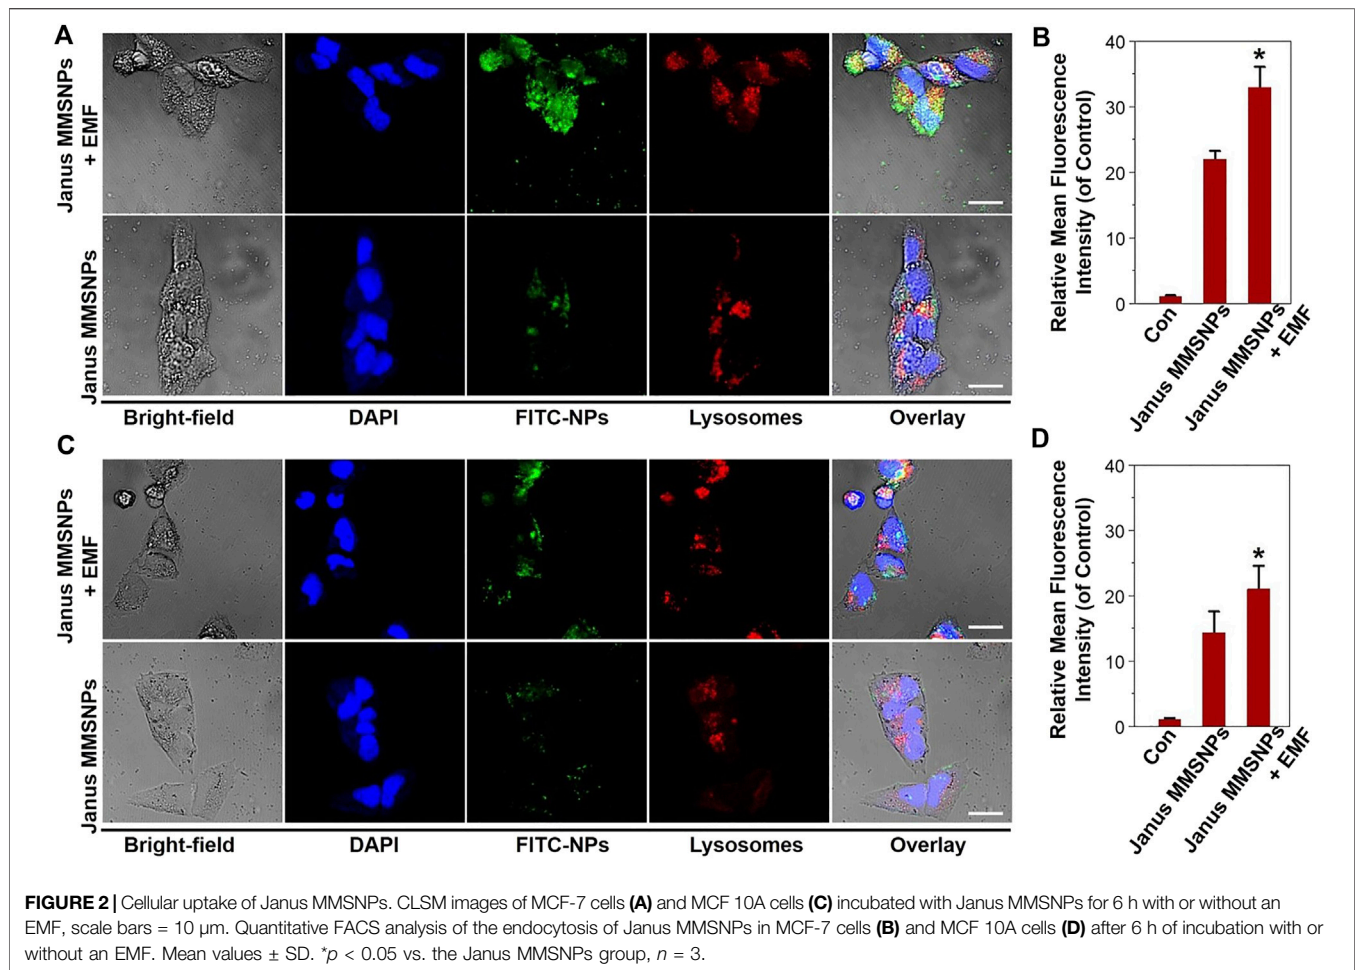 A
Janus MMSNPs
+ EMF
Janus MMSNPs
Bright-field
DAPI
FITC-NPs
Lysosomes
Overlay
B
Relative Mean Fluorescence
Intensity (of Control)
40
30
20
10
0
*
Con
Janus MMSNPs
Janus MMSNPs
+ EMF
C
Janus MMSNPs
+ EMF
Janus MMSNPs
Bright-field
DAPI
FITC-NPs
Lysosomes
Overlay
D
Relative Mean Fluorescence
Intensity (of Control)
40
30
20
10
0
*
Con
Janus MMSNPs
Janus MMSNPs
+ EMF
FIGURE 2 | Cellular uptake of Janus MMSNPs. CLSM images of MCF-7 cells (A) and MCF 10A cells (C) incubated with Janus MMSNPs for 6 h with or without an
EMF, scale bars = 10 μm. Quantitative FACS analysis of the endocytosis of Janus MMSNPs in MCF-7 cells (B) and MCF 10A cells (D) after 6 h of incubation with or
without an EMF. Mean values ± SD. *p < 0.05 vs. the Janus MMSNPs group, n = 3.